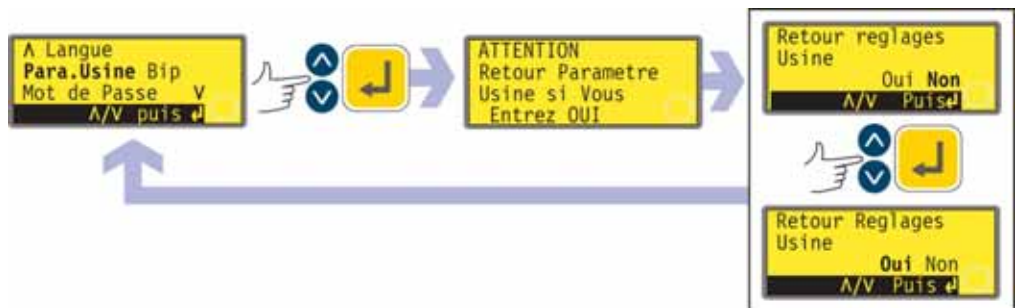 Λ Langue
Para.Usine Bip
Mot de Passe V
Λ/V puis ↲
ATTENTION
Retour Parametre
Usine si Vous
Entrez OUI
Retour reglages
Usine
Oui Non
Λ/V Puis↲
Retour Reglages
Usine
Oui Non
Λ/V Puis ↲